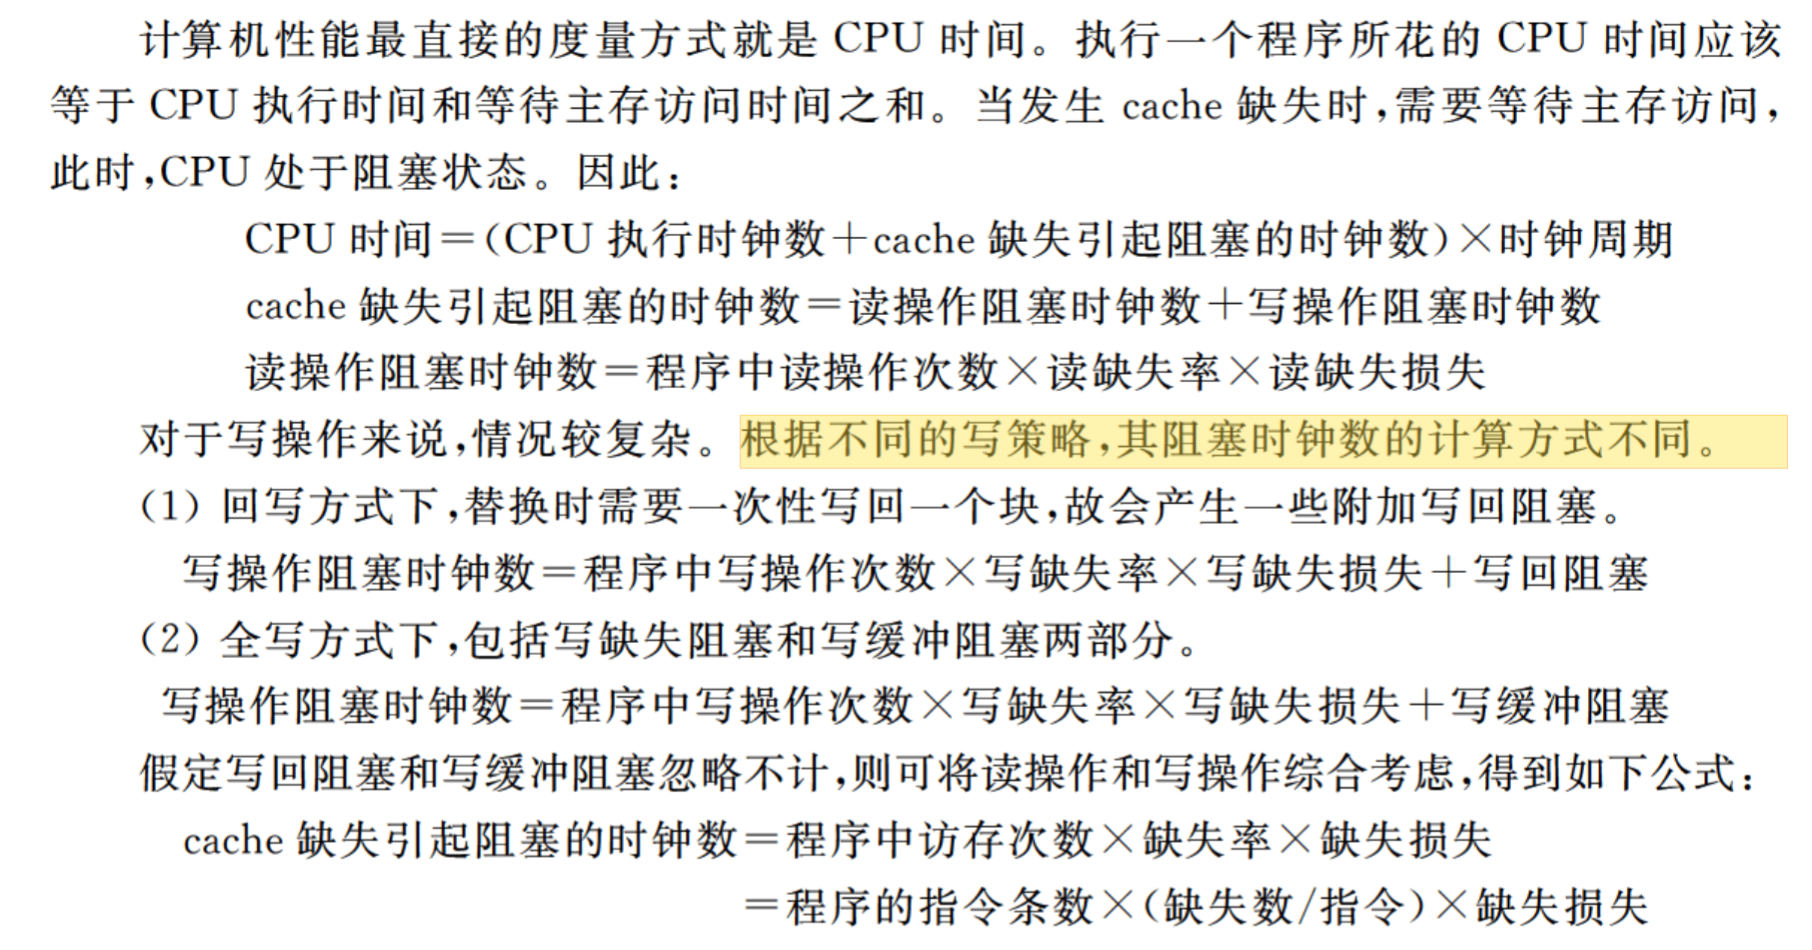 计算机性能最直接的度量方式就是 CPU 时间。执行一个程序所花的 CPU 时间应该
等于 CPU 执行时间和等待主存访问时间之和。当发生 cache 缺失时,需要等待主存访问,
此时,CPU 处于阻塞状态。因此:
CPU 时间=(CPU 执行时钟数+cache 缺失引起阻塞的时钟数)×时钟周期
cache 缺失引起阻塞的时钟数=读操作阻塞时钟数+写操作阻塞时钟数
读操作阻塞时钟数=程序中读操作次数×读缺失率×读缺失损失
对于写操作来说,情况较复杂。根据不同的写策略,其阻塞时钟数的计算方式不同。
(1) 回写方式下,替换时需要一次性写回一个块,故会产生一些附加写回阻塞。
写操作阻塞时钟数=程序中写操作次数×写缺失率×写缺失损失+写回阻塞
(2) 全写方式下,包括写缺失阻塞和写缓冲阻塞两部分。
写操作阻塞时钟数=程序中写操作次数×写缺失率×写缺失损失+写缓冲阻塞
假定写回阻塞和写缓冲阻塞忽略不计,则可将读操作和写操作综合考虑,得到如下公式:
cache 缺失引起阻塞的时钟数=程序中访存次数×缺失率×缺失损失
=程序的指令条数×(缺失数/指令)×缺失损失